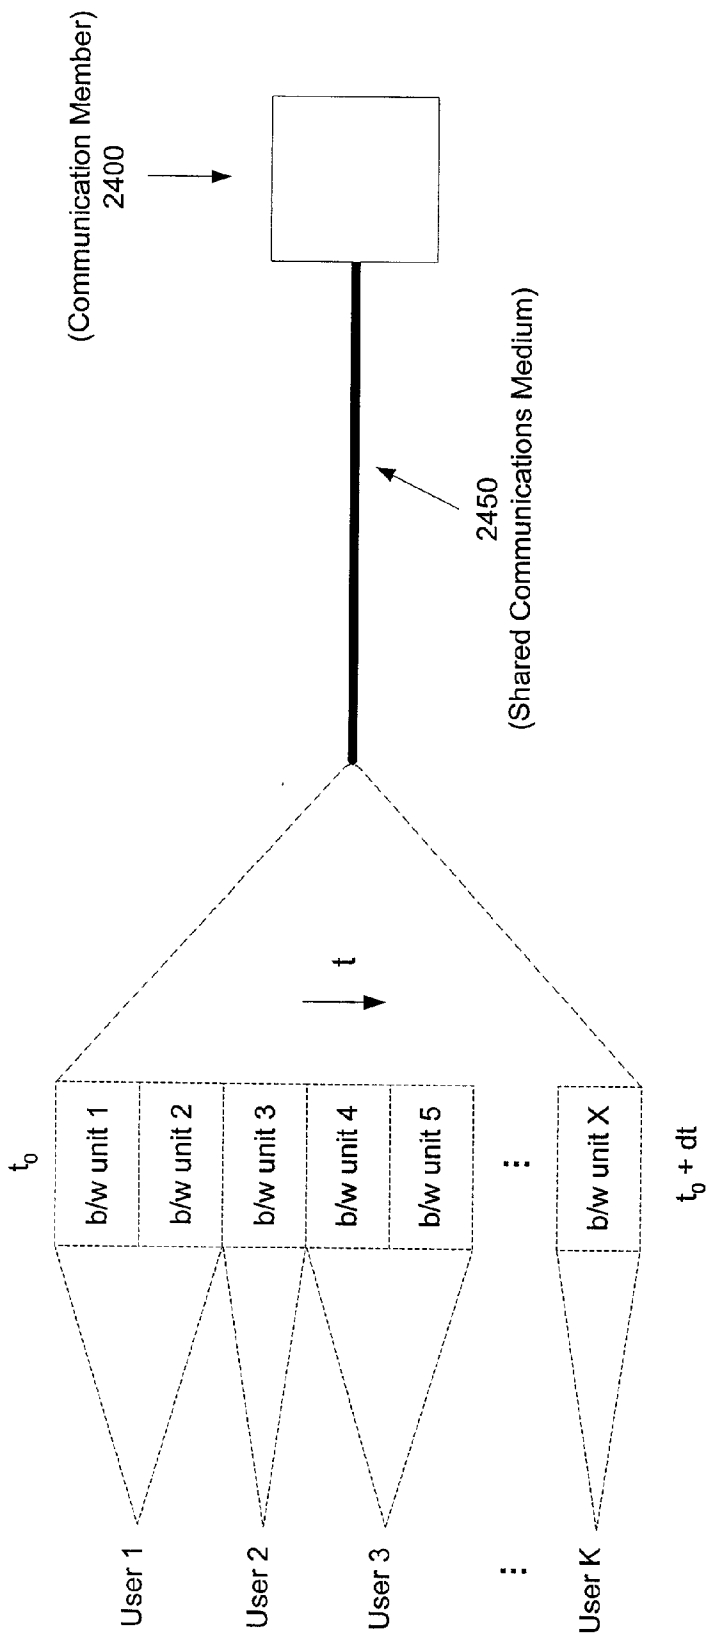 (Communication Member)
2400
2450
(Shared Communications Medium)
t
t₀
b/w unit 1
b/w unit 2
b/w unit 3
b/w unit 4
b/w unit 5
...
b/w unit X
t₀ + dt
User 1
User 2
User 3
...
User K